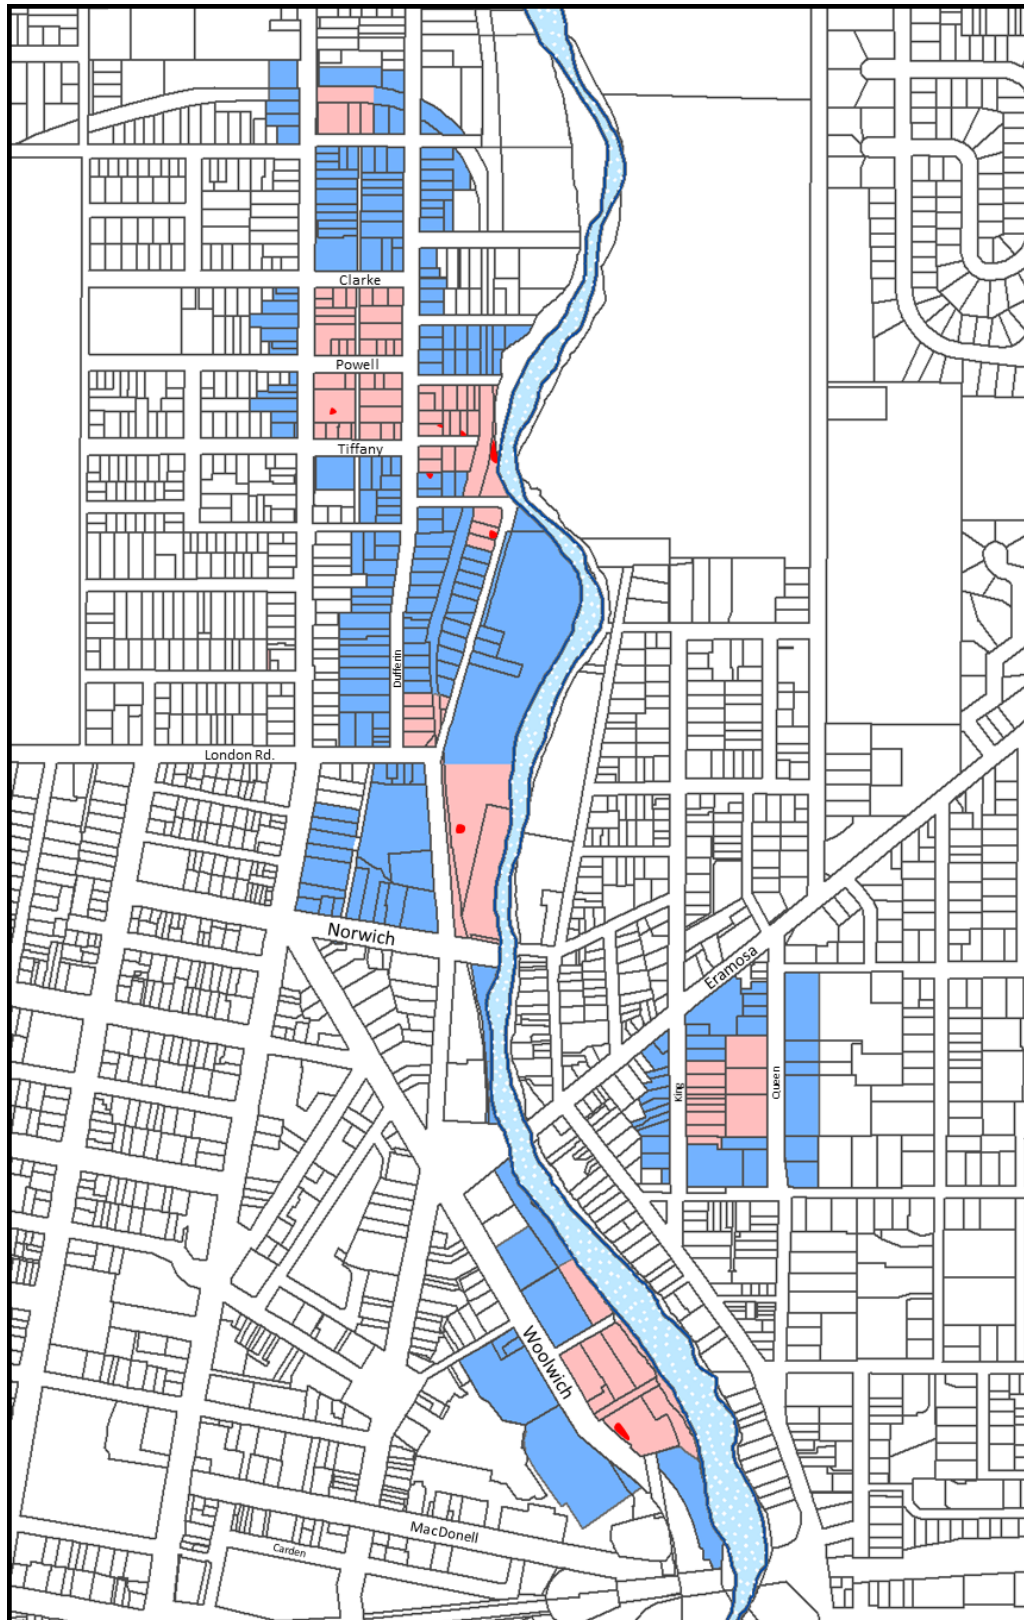 Clarke
Powell
Tiffany
Dufferin
London Rd.
Norwich
Eramosa
King
Queen
Woolwich
MacDonell
Carden